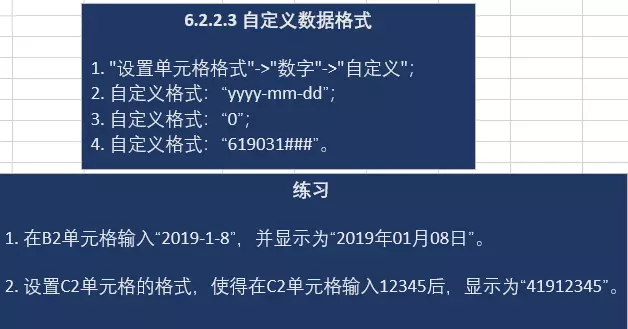 6.2.2.3 自定义数据格式
1. "设置单元格格式"->"数字"->"自定义"；
2. 自定义格式：“yyyy-mm-dd”；
3. 自定义格式：“0”；
4. 自定义格式：“619031###”。
练习
1. 在B2单元格输入“2019-1-8”，并显示为“2019年01月08日”。
2. 设置C2单元格的格式，使得在C2单元格输入12345后，显示为“41912345”。